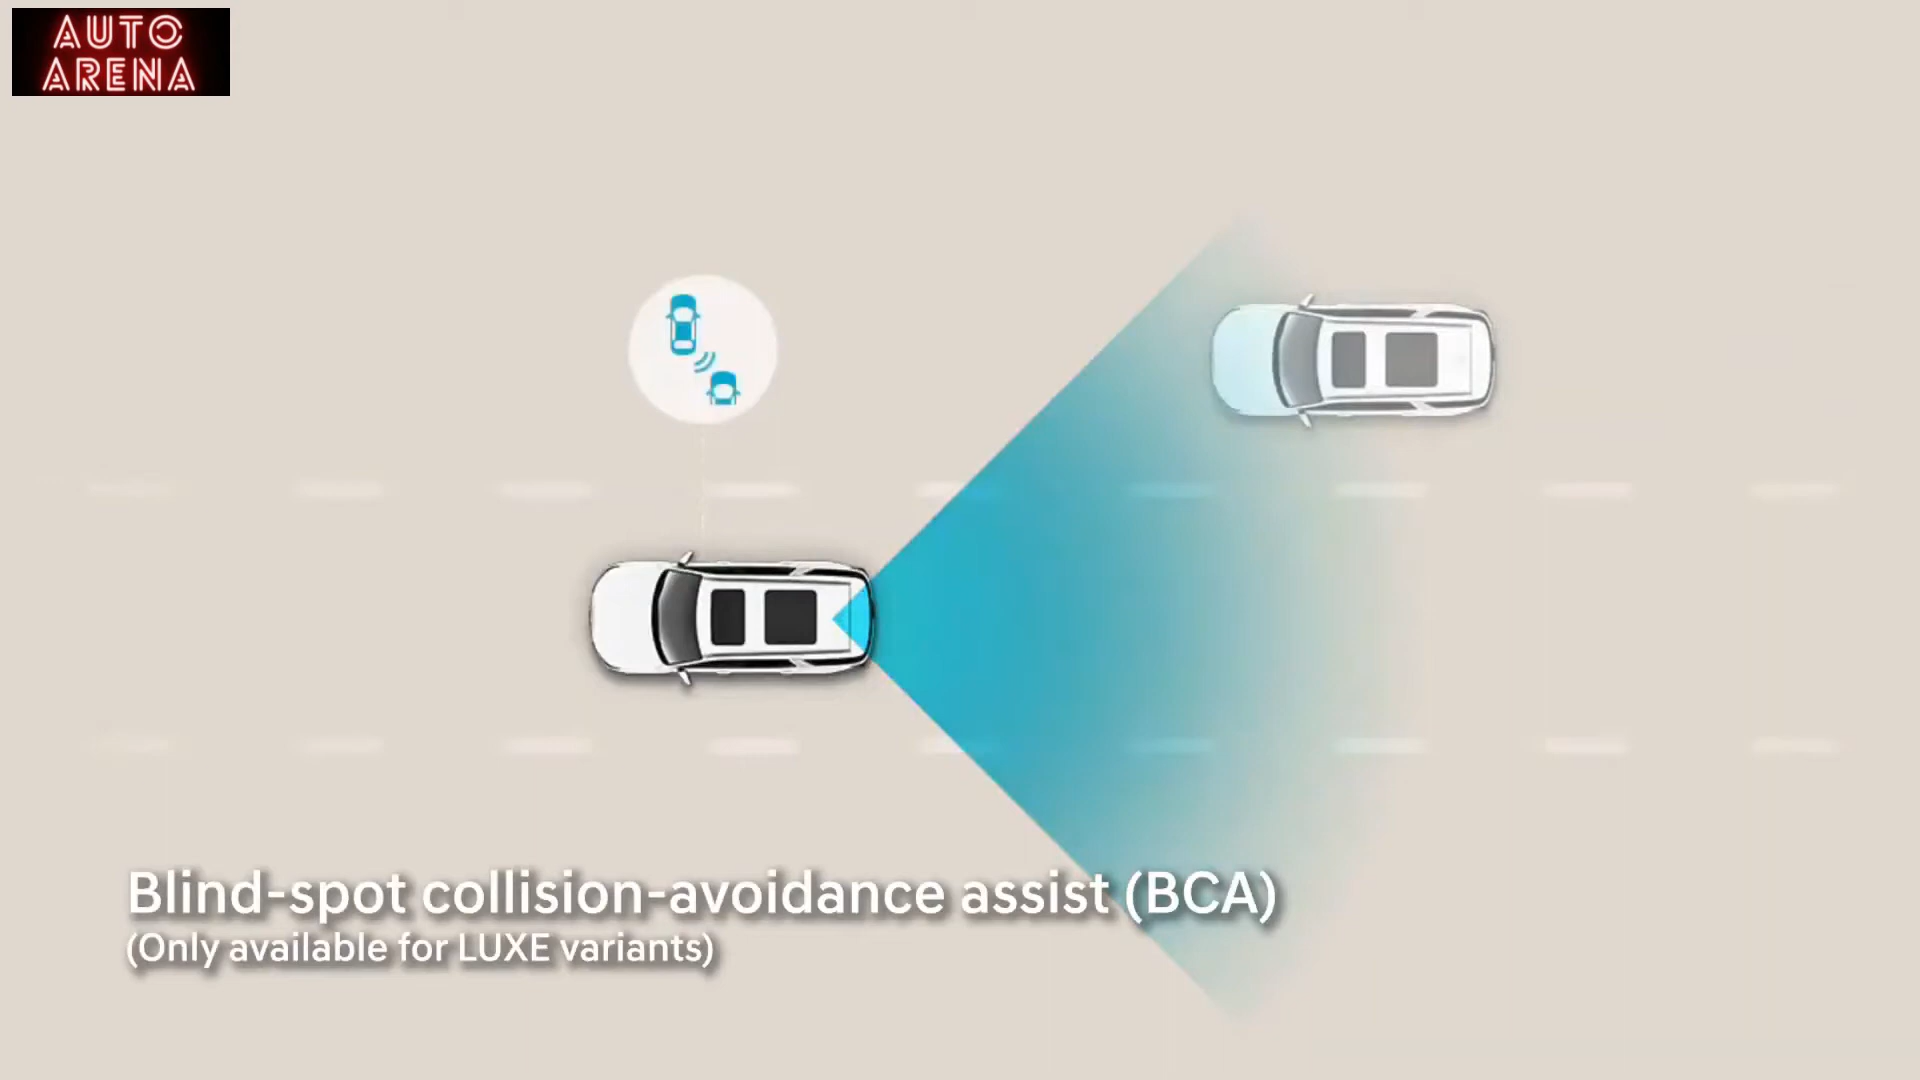 AUTO
ARENA
Blind-spot collision-avoidance assist (BCA)
(Only available for LUXE variants)